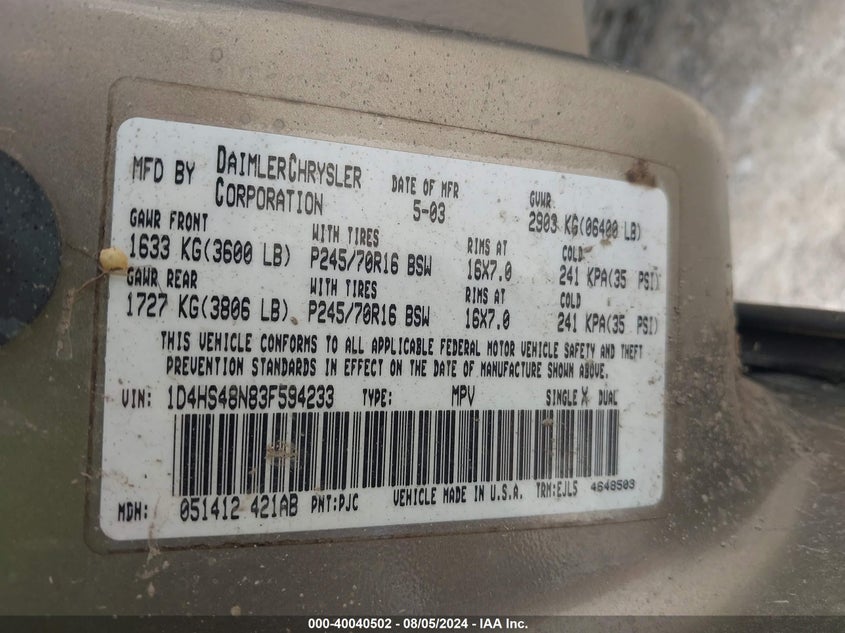 MFD BY DAIMLERCHRYSLER CORPORATION DATE OF MFR 5-03 GVWR 2903 KG(06400 LB)
GAWR FRONT WITH TIRES RIMS AT COLD
1633 KG(3600 LB) P245/70R16 BSW 16X7.0 241 KPA(35 PSI)
GAWR REAR WITH TIRES RIMS AT COLD
1727 KG(3806 LB) P245/70R16 BSW 16X7.0 241 KPA(35 PSI)
THIS VEHICLE CONFORMS TO ALL APPLICABLE FEDERAL MOTOR VEHICLE SAFETY AND THEFT
PREVENTION STANDARDS IN EFFECT ON THE DATE OF MANUFACTURE SHOWN ABOVE.
VIN: 1D4HS48N83F594233 TYPE: MPV SINGLE X DUAL
MDH: 051412 421AB PNT:PJC VEHICLE MADE IN U.S.A. TRM:EJL5 4648503
000-40040502 - 08/05/2024 - IAA Inc.